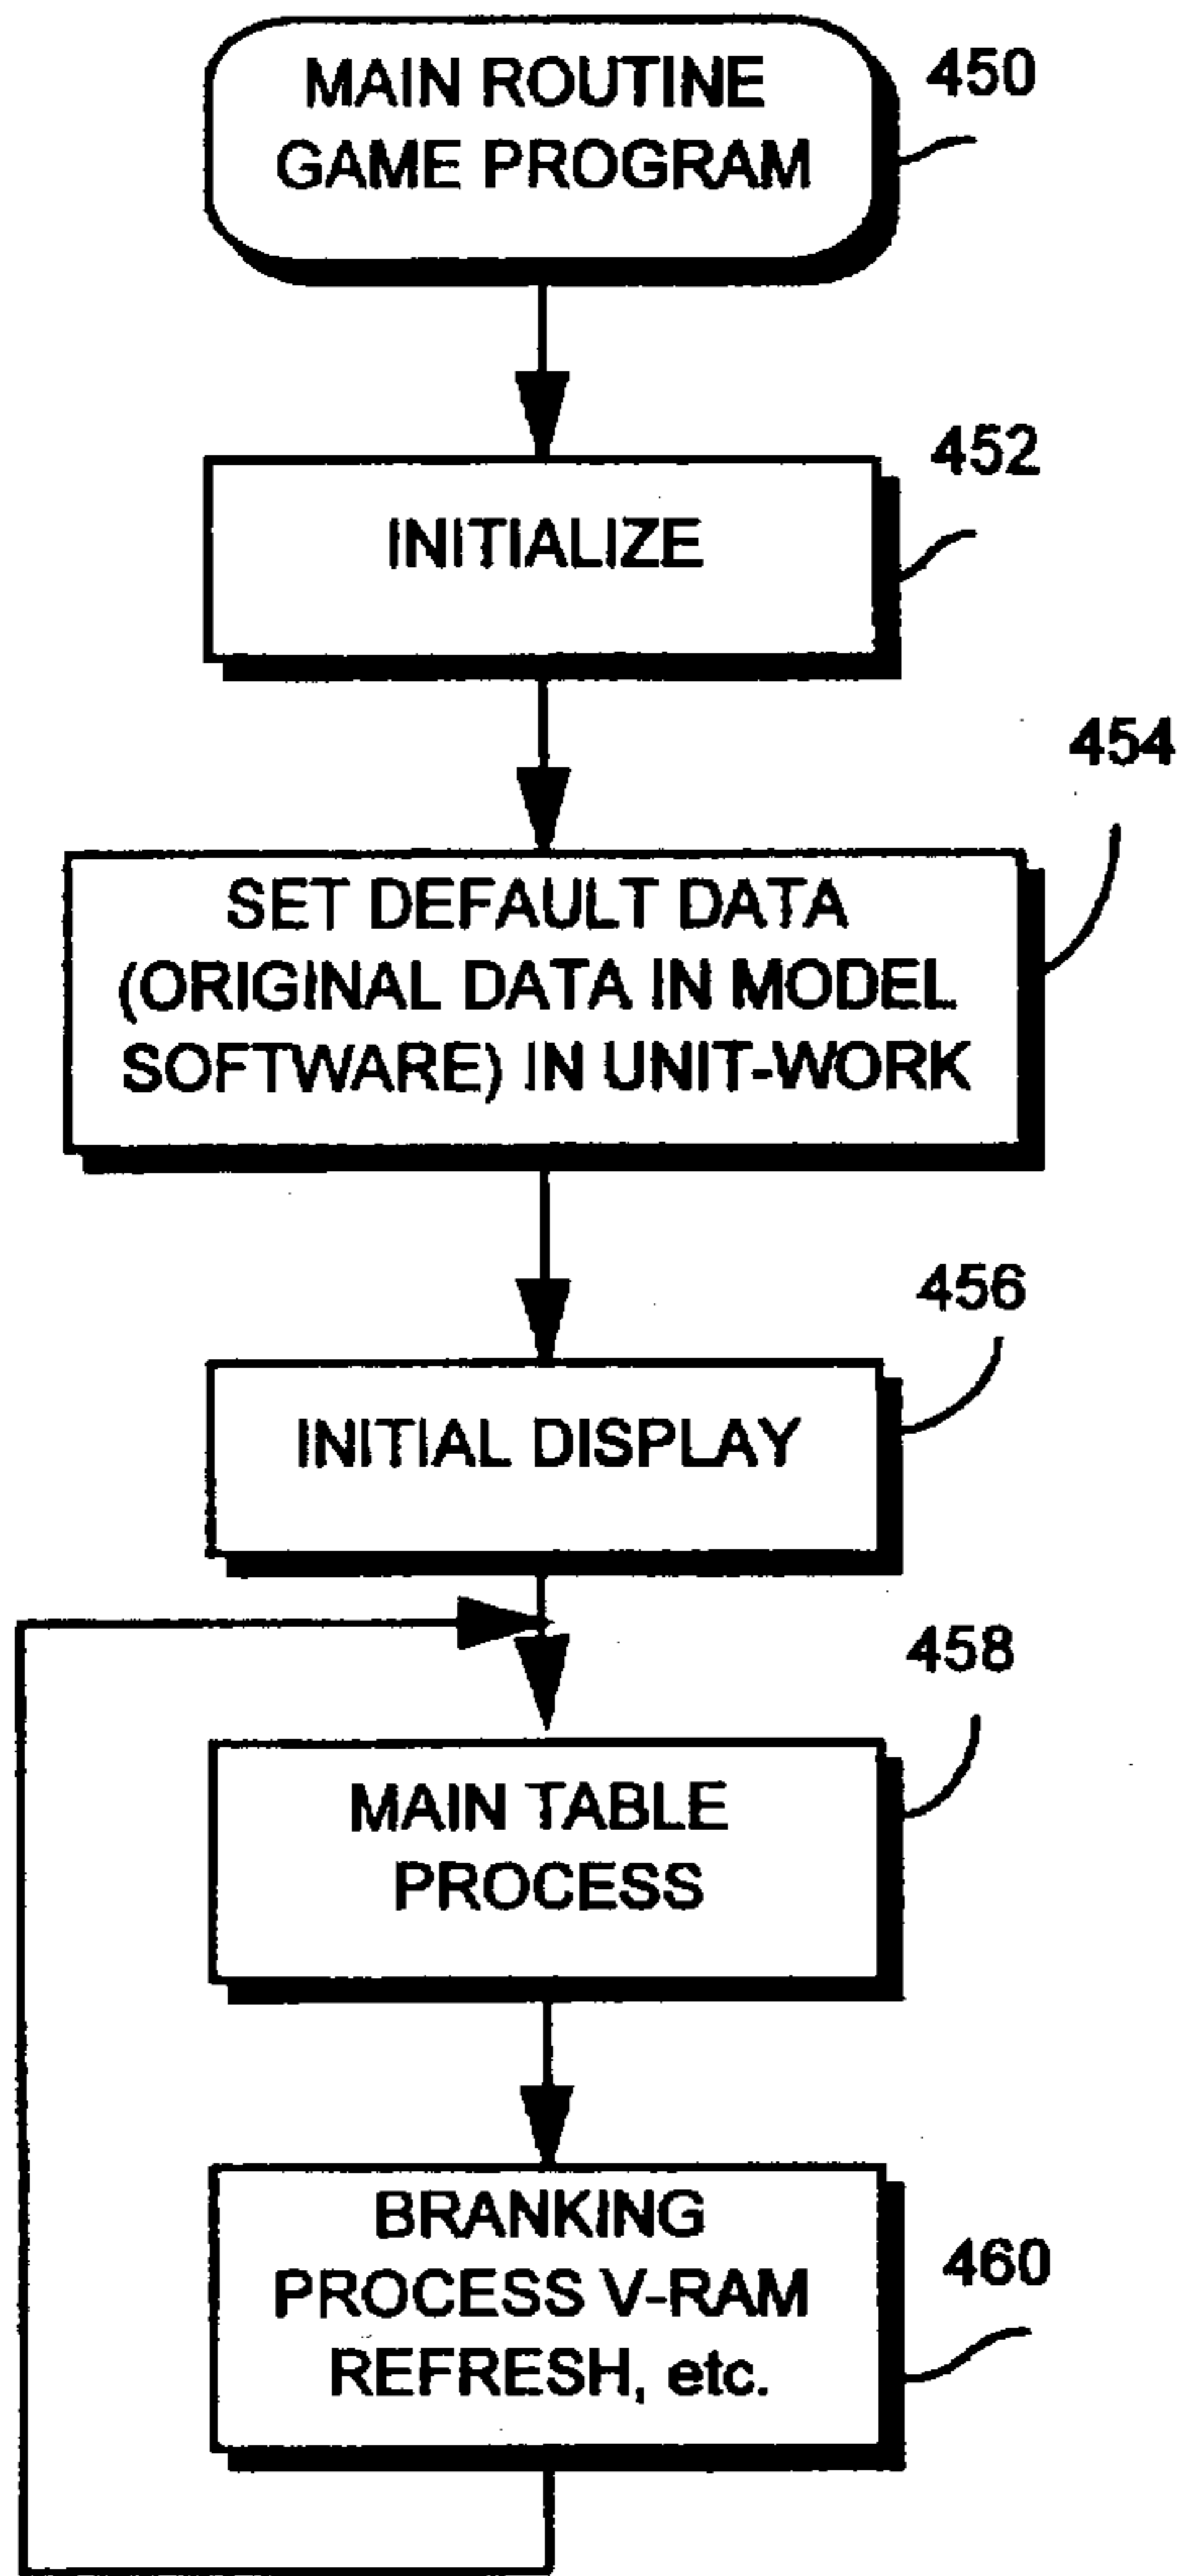 MAIN ROUTINE
GAME PROGRAM
450
INITIALIZE
452
SET DEFAULT DATA
(ORIGINAL DATA IN MODEL
SOFTWARE) IN UNIT-WORK
454
INITIAL DISPLAY
456
MAIN TABLE
PROCESS
458
BRANKING
PROCESS V-RAM
REFRESH, etc.
460